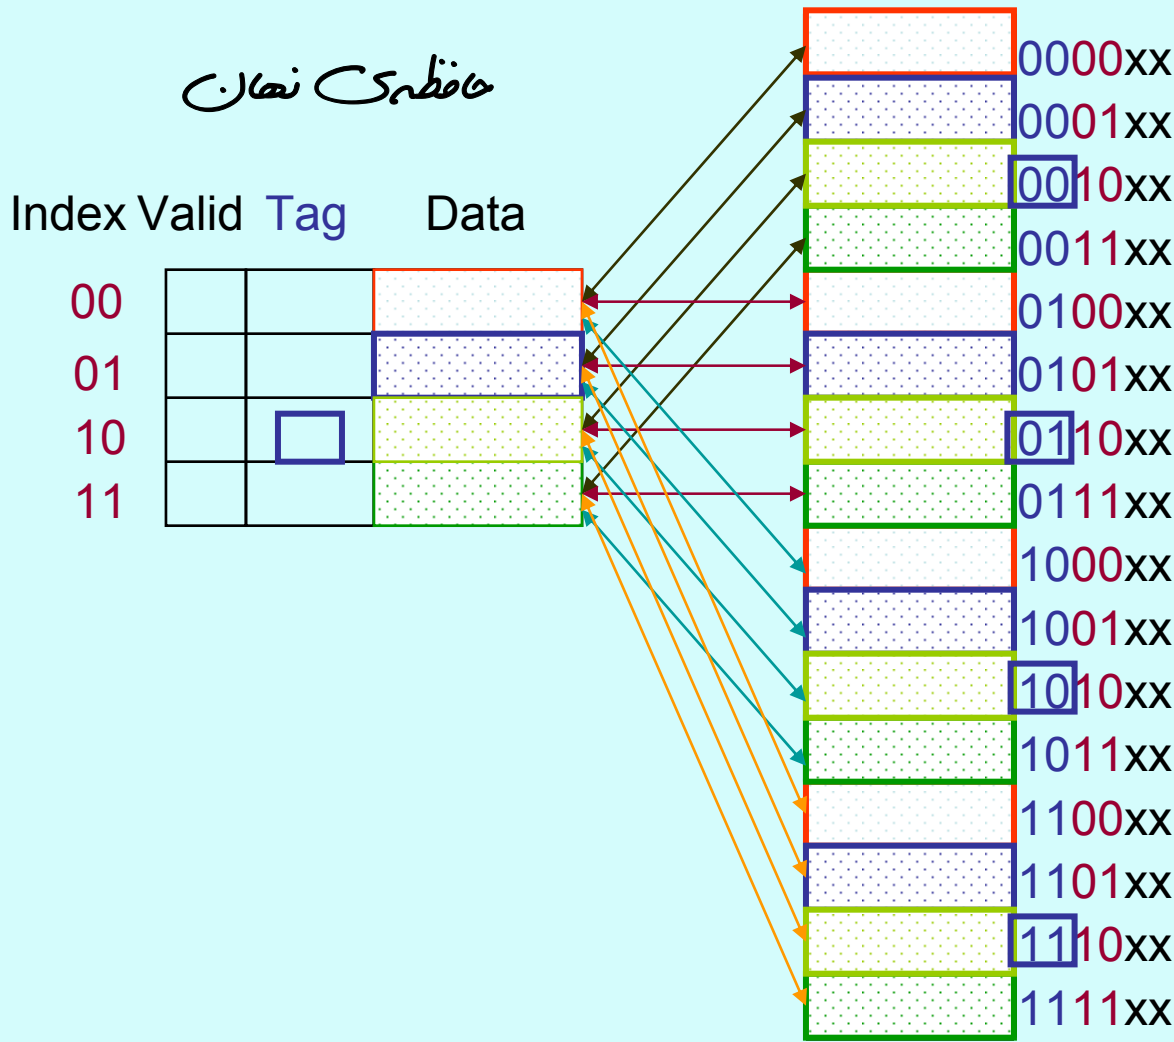 حافظه‌ی نهان
Index Valid Tag Data
00
01
10
11
0000xx
0001xx
0010xx
0011xx
0100xx
0101xx
0110xx
0111xx
1000xx
1001xx
1010xx
1011xx
1100xx
1101xx
1110xx
1111xx